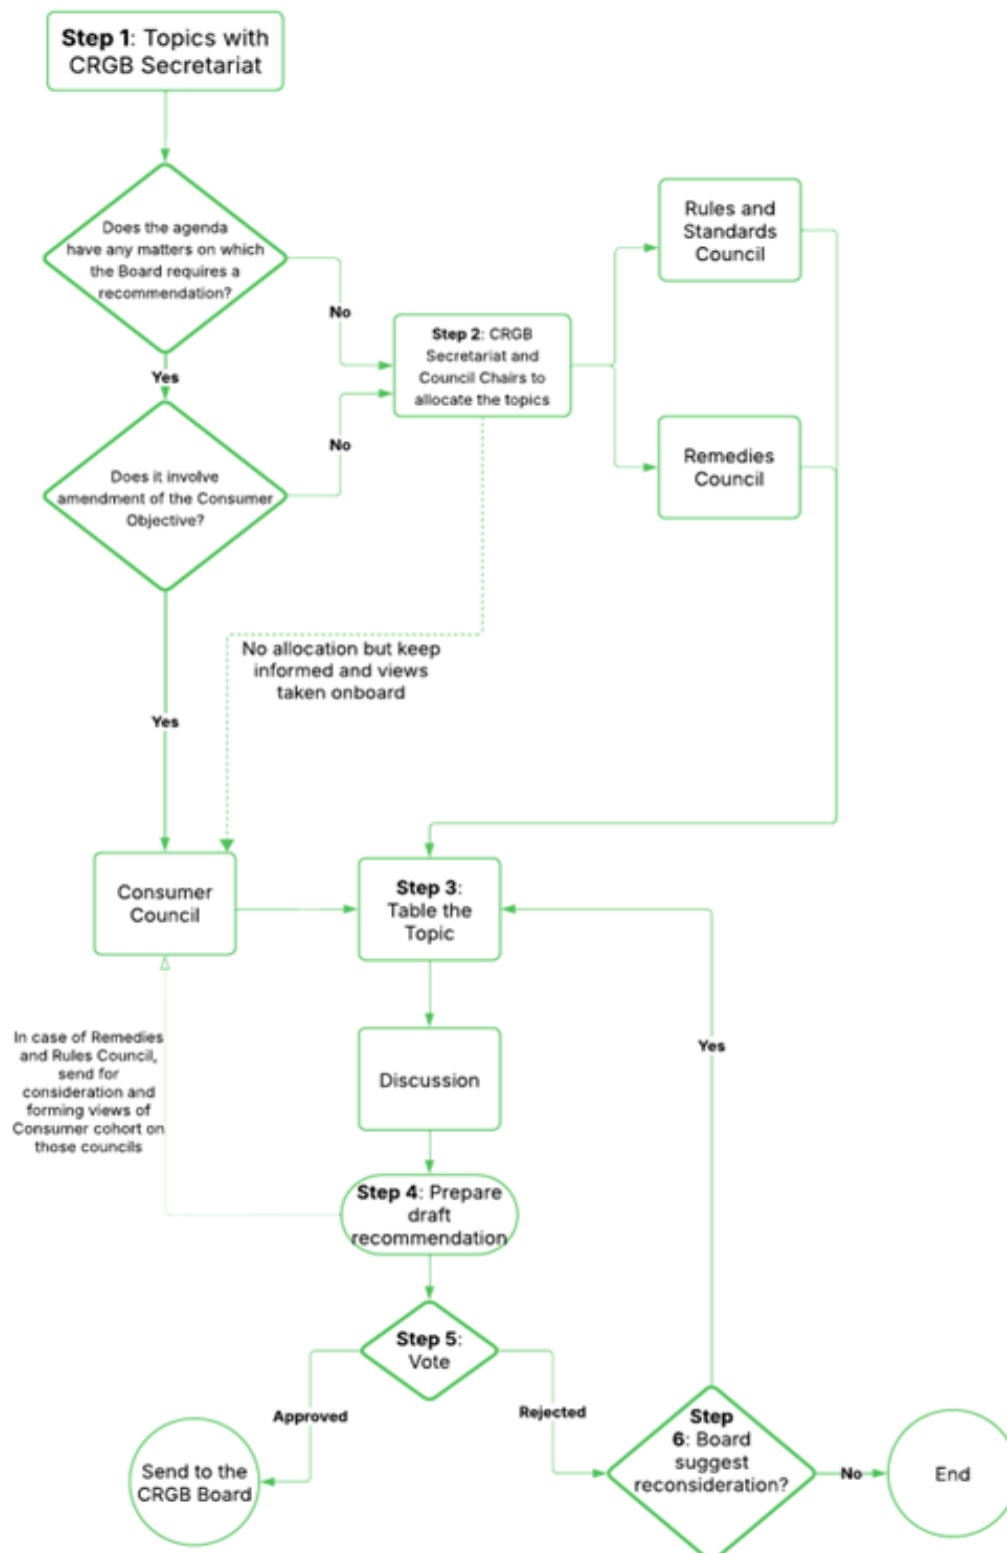 Step 1: Topics with
CRGB Secretariat
Does the agenda
have any matters on which
the Board requires a
recommendation?
No
Yes
Step 2: CRGB
Secretariat and
Council Chairs to
allocate the topics
Rules and
Standards
Council
Remedies
Council
Does it involve
amendment of the Consumer
Objective?
No
No allocation but keep
informed and views
taken onboard
Yes
Consumer
Council
Step 3:
Table the
Topic
In case of Remedies
and Rules Council,
send for
consideration and
forming views of
Consumer cohort on
those councils
Discussion
Yes
Step 4: Prepare
draft
recommendation
Step 5:
Vote
Approved
Rejected
Send to the
CRGB Board
Step
6: Board
suggest
reconsideration?
No
End